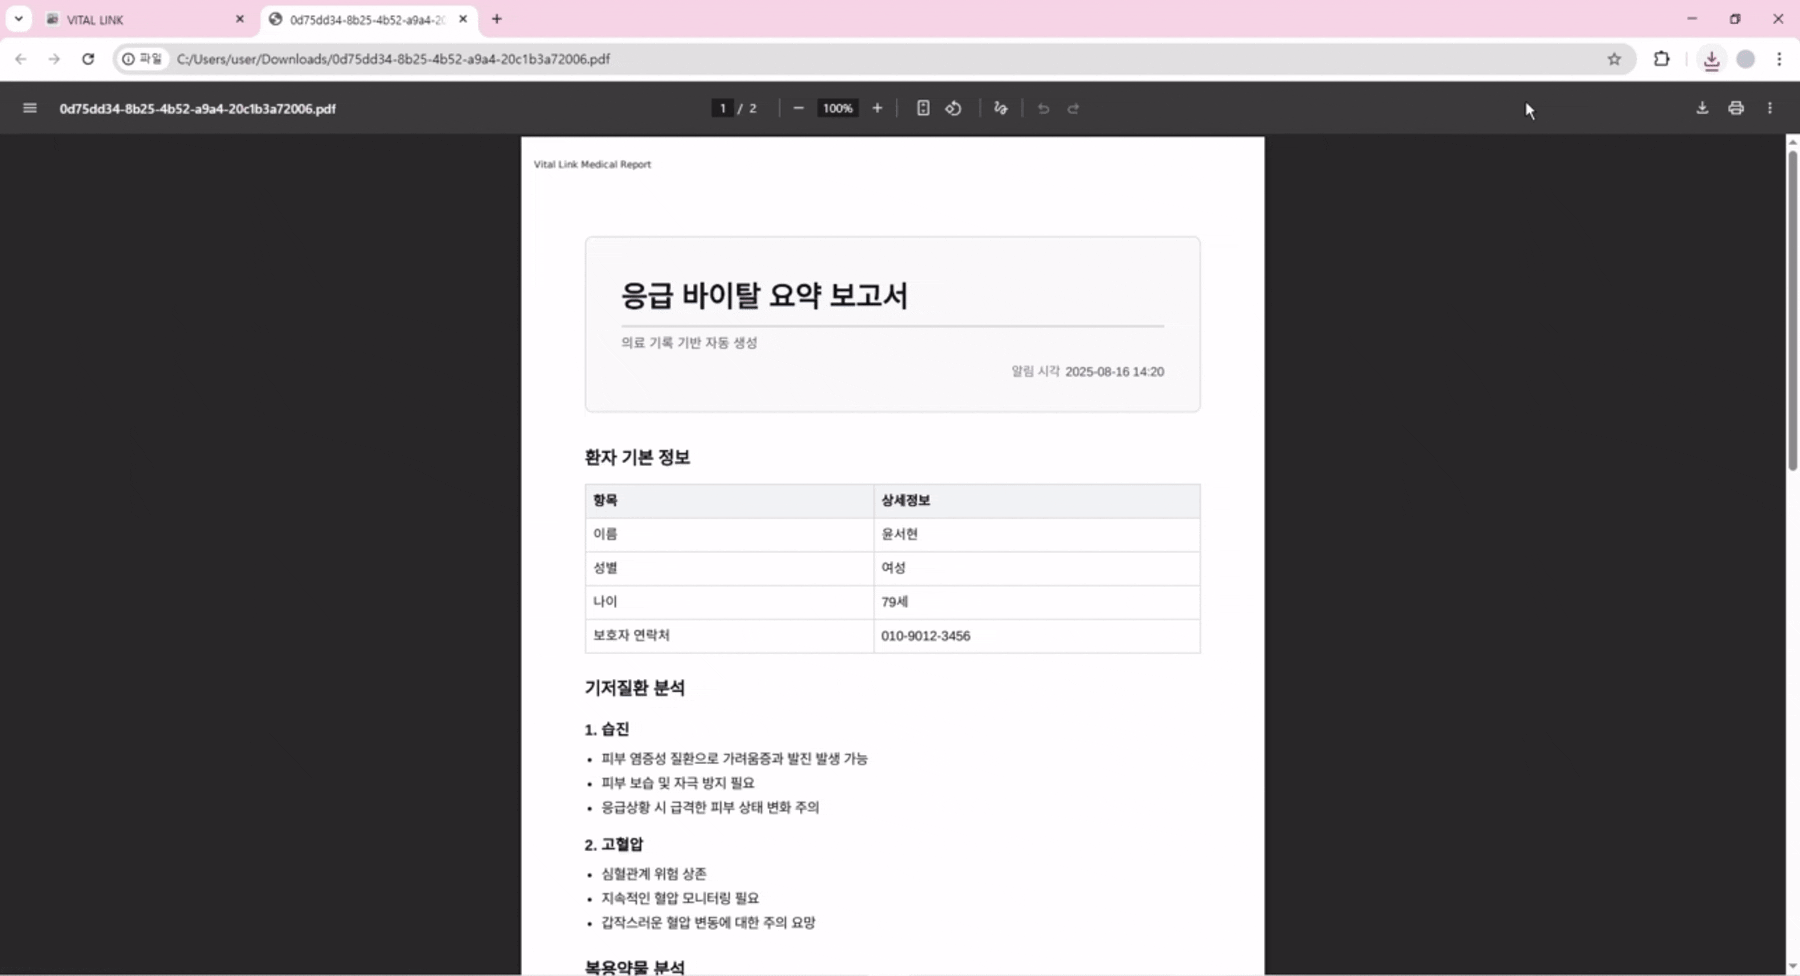 VITAL LINK
0d75dd34-8b25-4b52-a9a4-20
파일
C:/Users/user/Downloads/0d75dd34-8b25-4b52-a9a4-20c1b3a72006.pdf
0d75dd34-8b25-4b52-a9a4-20c1b3a72006.pdf
1 / 2
100%
Vital Link Medical Report
응급 바이탈 요약 보고서
의료 기록 기반 자동 생성
알림 시각 2025-08-16 14:20
환자 기본 정보
항목 상세정보
이름 윤서현
성별 여성
나이 79세
보호자 연락처 010-9012-3456
기저질환 분석
1. 습진
• 피부 염증성 질환으로 가려움증과 발진 발생 가능
• 피부 보습 및 자극 방지 필요
• 응급상황 시 급격한 피부 상태 변화 주의
2. 고혈압
• 심혈관계 위험 상존
• 지속적인 혈압 모니터링 필요
• 갑작스러운 혈압 변동에 대한 주의 요망
복용약물 분석